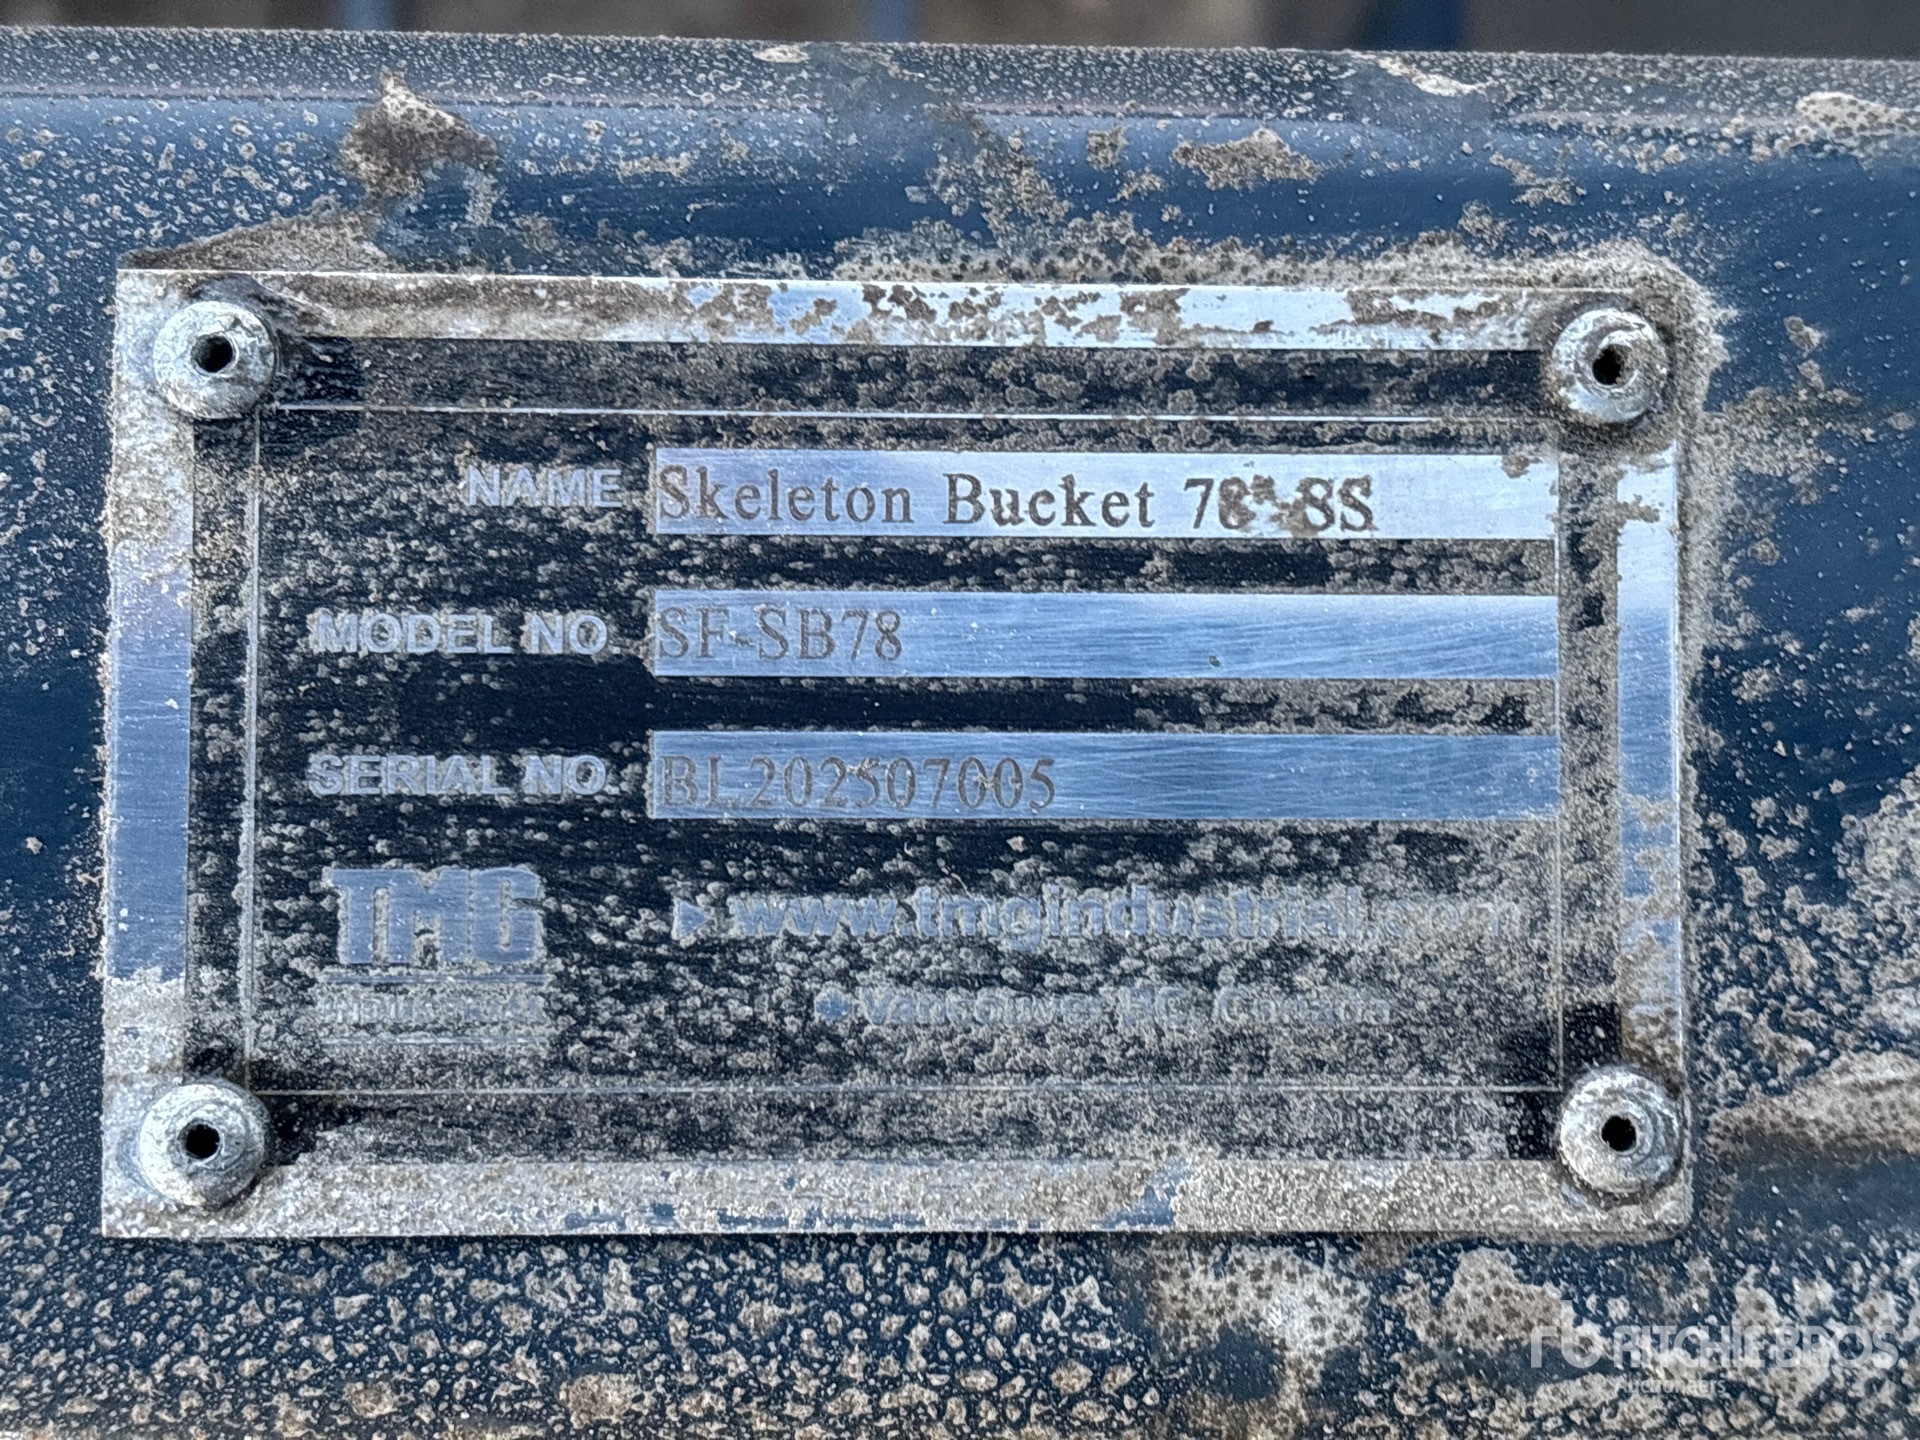 NAME Skeleton Bucket 78"-SS
MODEL NO. SF-SB78
SERIAL NO. BL202507005
TMG
INDUSTRIAL
www.tmgindustrial.com
Vancouver BC, Canada
rb RITCHIE BROS.
Auctioneers